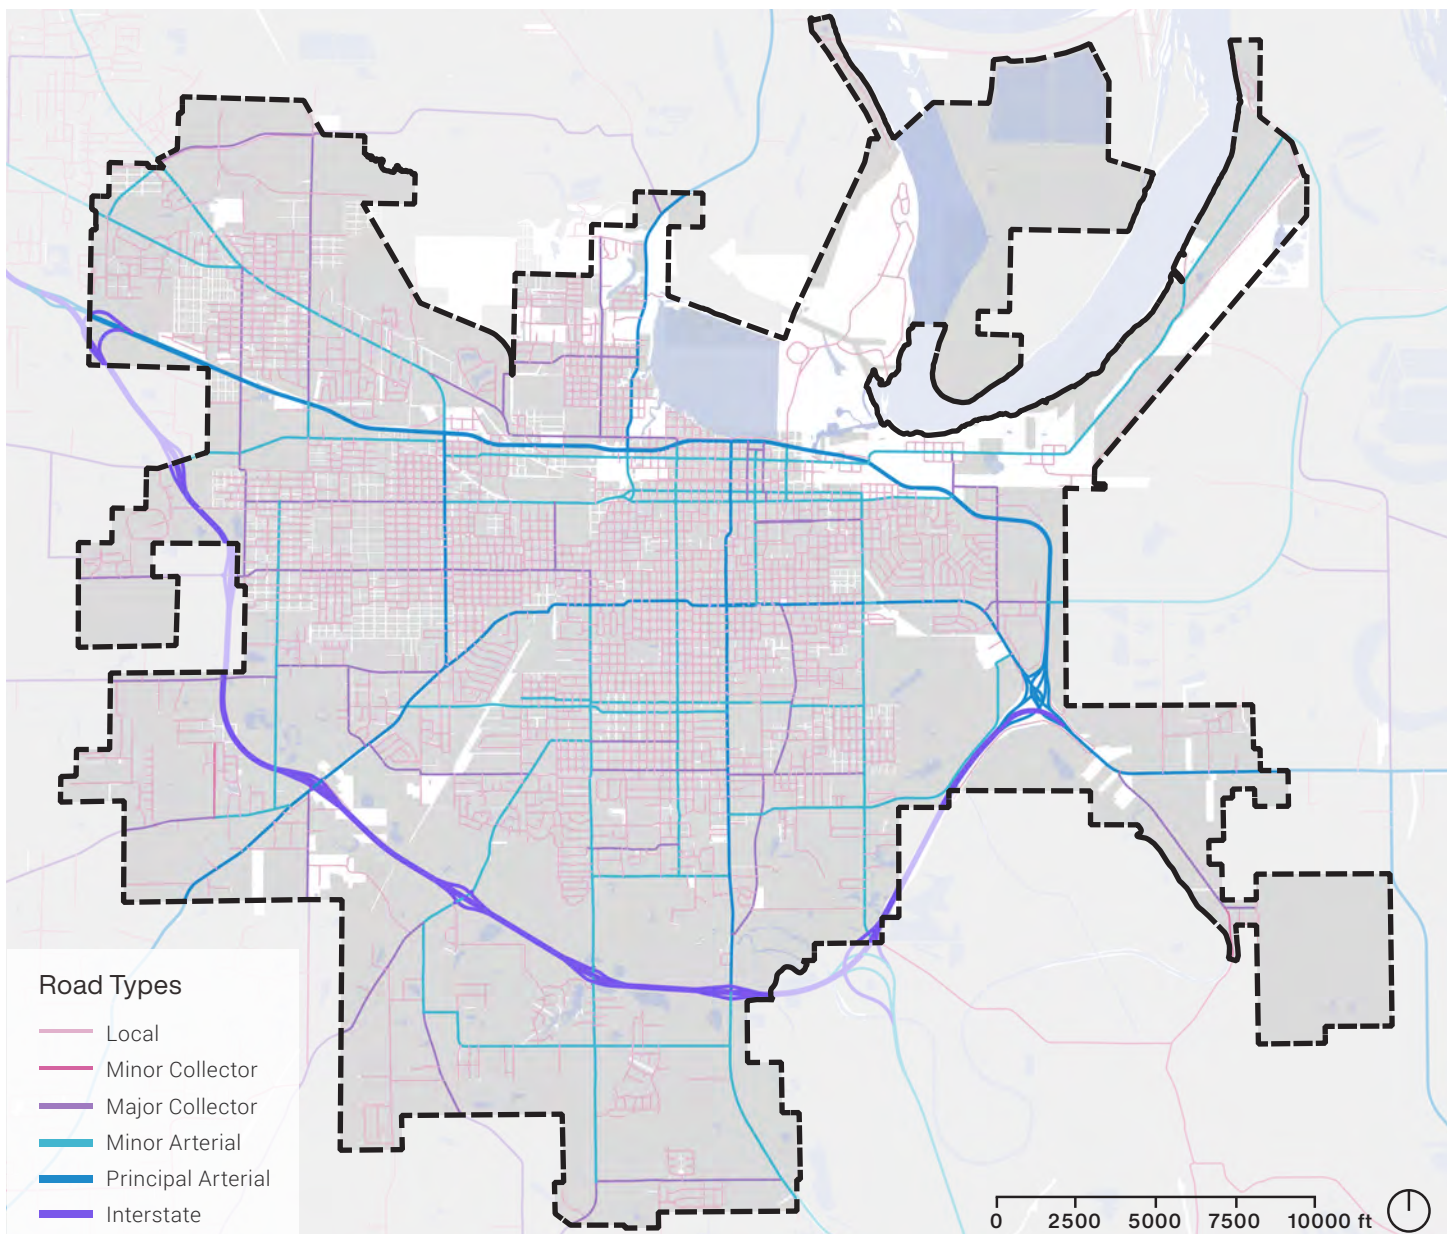 Road Types
Local
Minor Collector
Major Collector
Minor Arterial
Principal Arterial
Interstate
0 2500 5000 7500 10000 ft